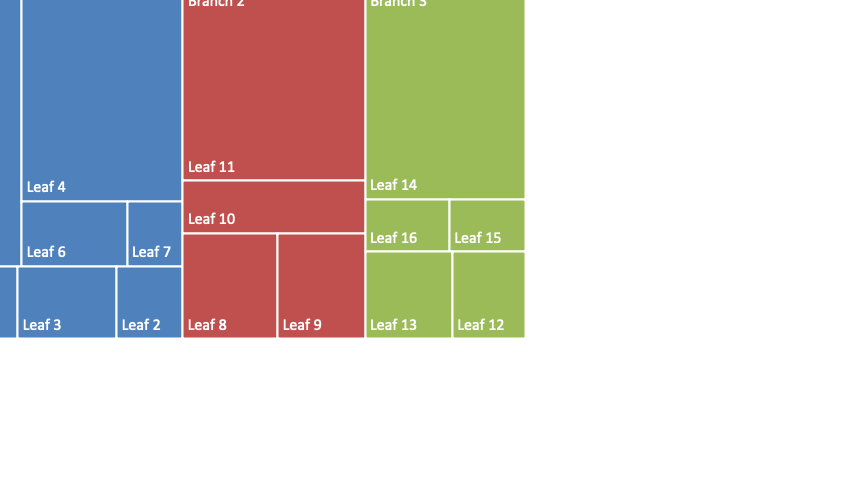 Branch 2
Branch 3
Leaf 11
Leaf 4
Leaf 14
Leaf 10
Leaf 16
Leaf 15
Leaf 6
Leaf 7
Leaf 3
Leaf 2
Leaf 8
Leaf 9
Leaf 13
Leaf 12